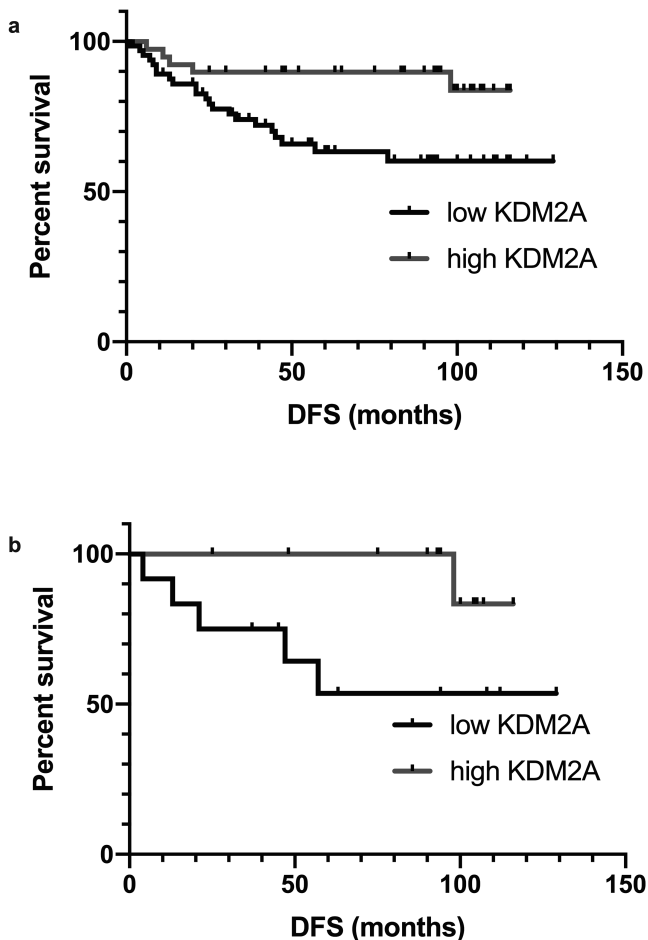 a
Percent survival
100
50
0
low KDM2A
high KDM2A
0 50 100 150
DFS (months)
b
Percent survival
100
50
0
low KDM2A
high KDM2A
0 50 100 150
DFS (months)